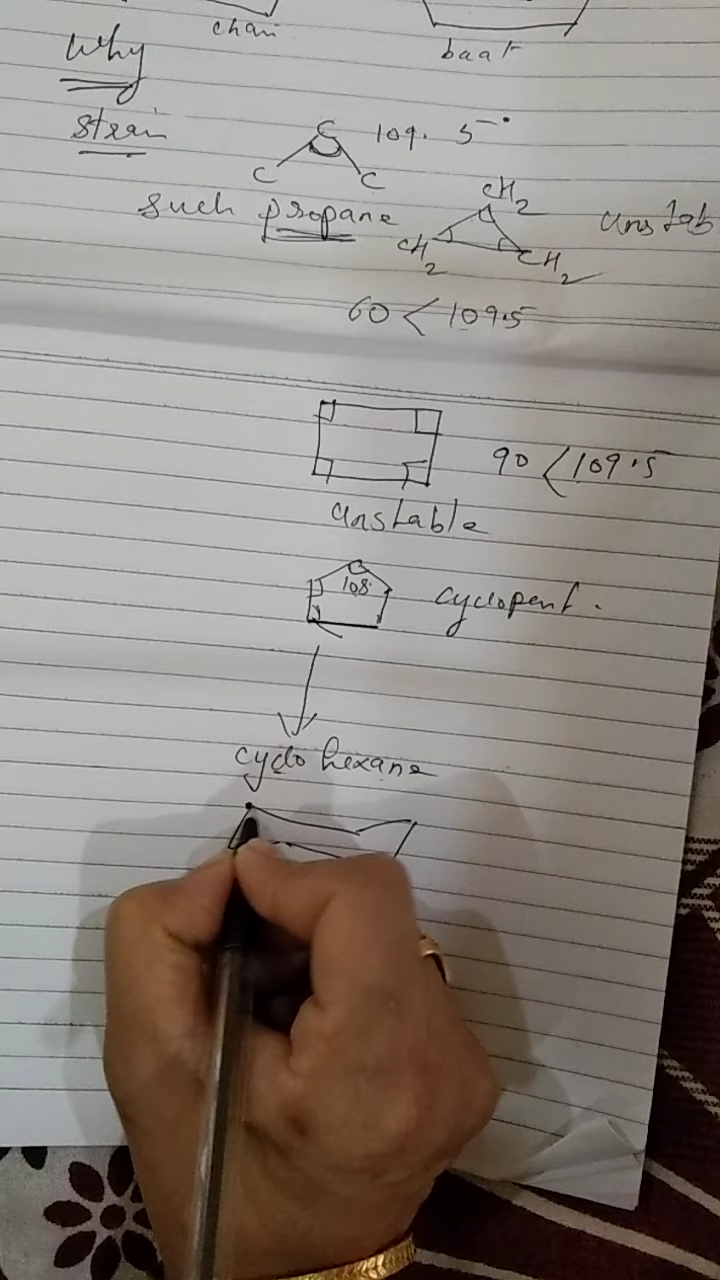 chair
boat
Why
strain
C 109.5°
C C
such propane
CH2
CH2 CH2
unstab
60 < 109.5
90 < 109.5
unstable
108° cyclopent.
cyclo hexane